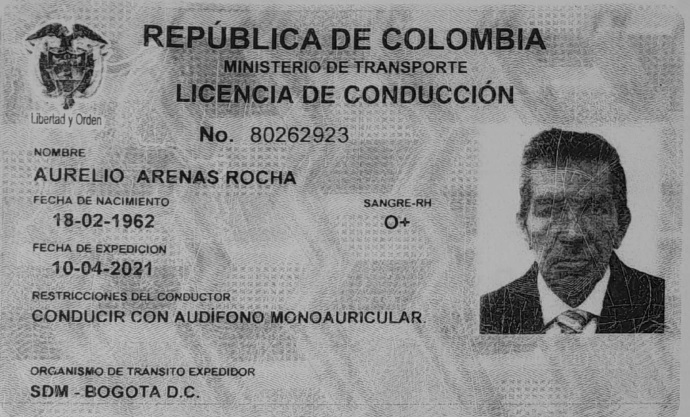 REPÚBLICA DE COLOMBIA
MINISTERIO DE TRANSPORTE
LICENCIA DE CONDUCCIÓN
Libertad y Orden
No. 80262923
NOMBRE
AURELIO ARENAS ROCHA
FECHA DE NACIMIENTO SANGRE-RH
18-02-1962 O+
FECHA DE EXPEDICION
10-04-2021
RESTRICCIONES DEL CONDUCTOR
CONDUCIR CON AUDÍFONO MONOAURICULAR.
ORGANISMO DE TRÁNSITO EXPEDIDOR
SDM - BOGOTA D.C.